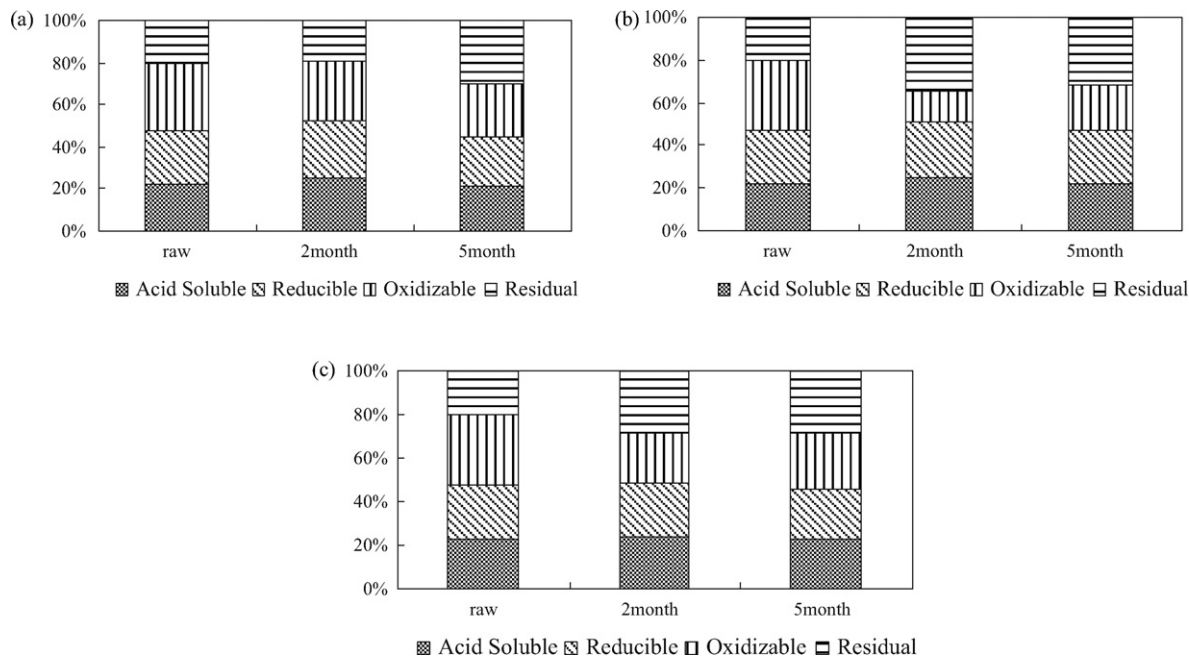 (a)
100%
80%
60%
40%
20%
0%
raw 2month 5month
Acid Soluble Reducible Oxidizable Residual
(b)
100%
80%
60%
40%
20%
0%
raw 2month 5month
Acid Soluble Reducible Oxidizable Residual
(c)
100%
80%
60%
40%
20%
0%
raw 2month 5month
Acid Soluble Reducible Oxidizable Residual